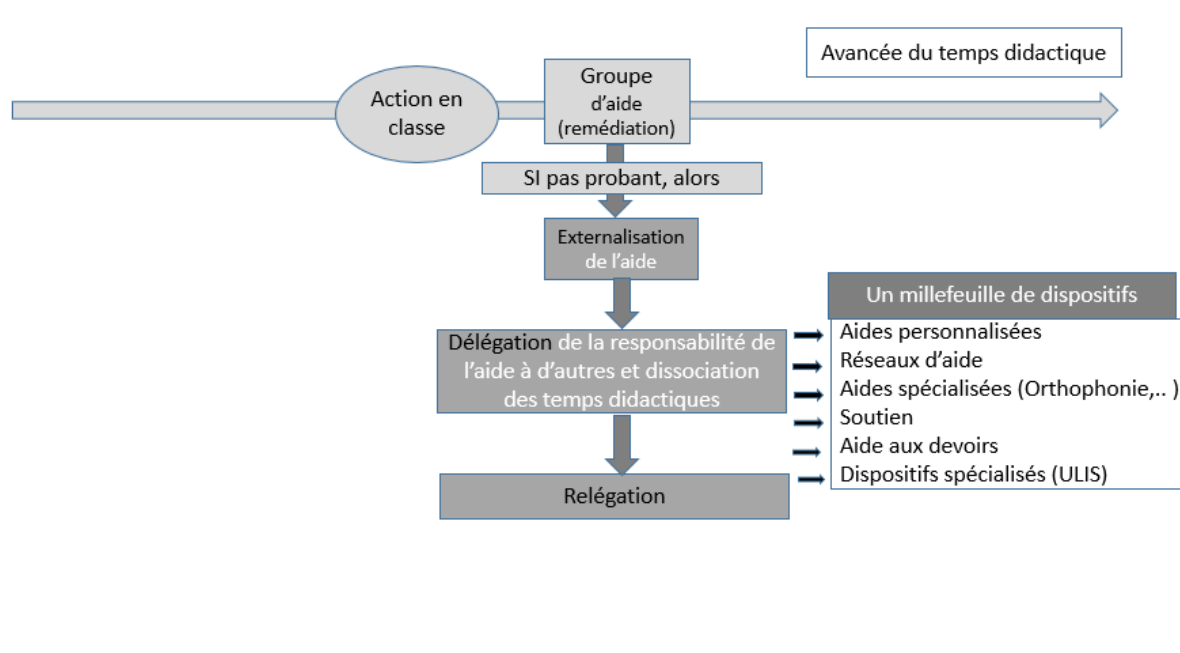 Avancée du temps didactique
Action en
classe
Groupe
d'aide
(remédiation)
SI pas probant, alors
Externalisation
de l'aide
Délégation de la responsabilité de
l'aide à d'autres et dissociation
des temps didactiques
Relégation
Un millefeuille de dispositifs
Aides personnalisées
Réseaux d'aide
Aides spécialisées (Orthophonie,.. )
Soutien
Aide aux devoirs
Dispositifs spécialisés (ULIS)